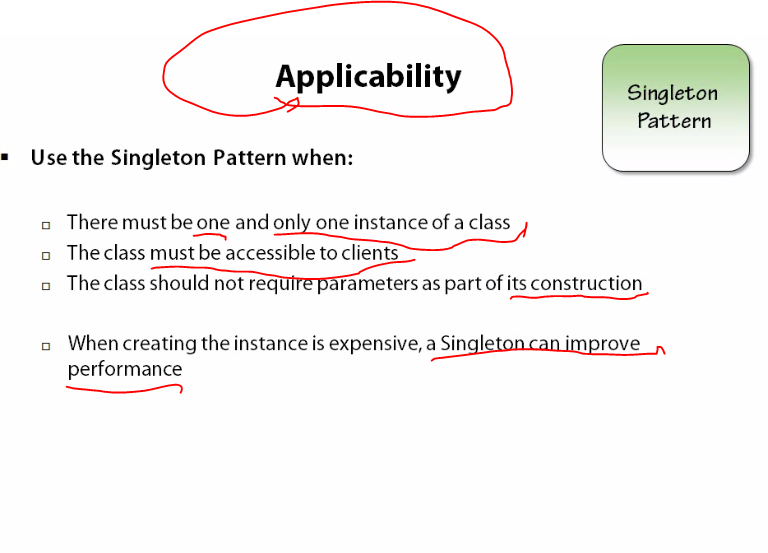 Applicability
Singleton
Pattern
Use the Singleton Pattern when:
There must be one and only one instance of a class
The class must be accessible to clients
The class should not require parameters as part of its construction
When creating the instance is expensive, a Singleton can improve
performance